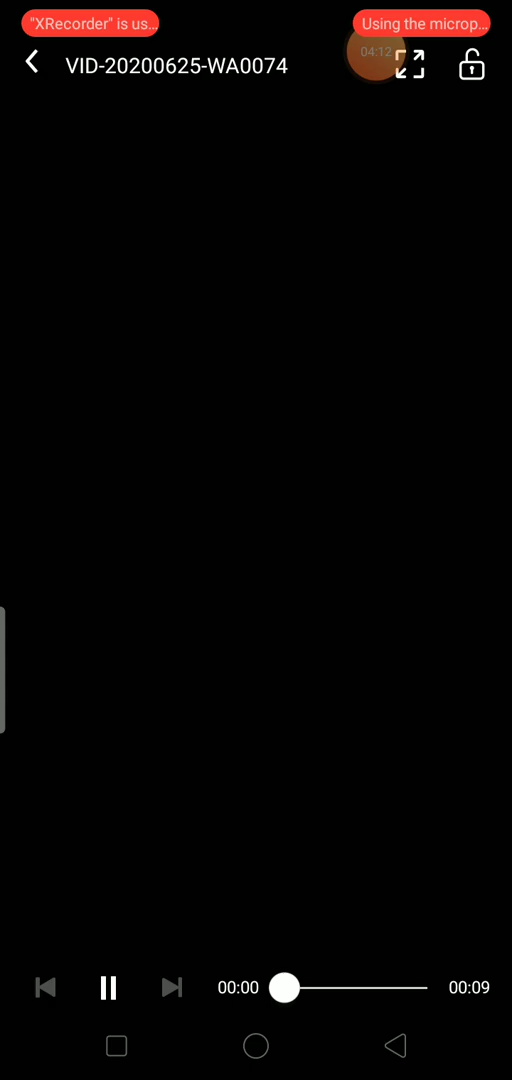 "XRecorder" is us...
Using the microp...
04:12
VID-20200625-WA0074
00:00
00:09